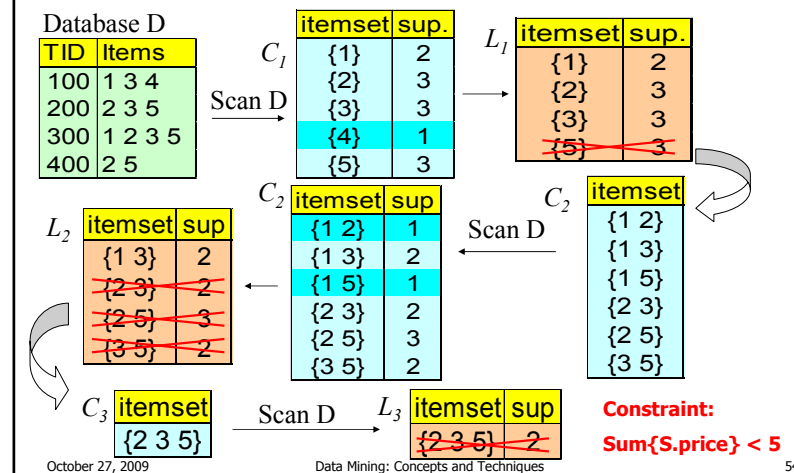 Database D
TID Items
100 1 3 4
200 2 3 5
300 1 2 3 5
400 2 5
Scan D
C1
itemset sup.
{1} 2
{2} 3
{3} 3
{4} 1
{5} 3
L1
itemset sup.
{1} 2
{2} 3
{3} 3
{5} 3
C2
itemset
{1 2}
{1 3}
{1 5}
{2 3}
{2 5}
{3 5}
Scan D
C2
itemset sup
{1 2} 1
{1 3} 2
{1 5} 1
{2 3} 2
{2 5} 3
{3 5} 2
L2
itemset sup
{1 3} 2
{2 3} 2
{2 5} 3
{3 5} 2
C3
itemset
{2 3 5}
Scan D
L3
itemset sup
{2 3 5} 2
Constraint:
Sum{S.price} < 5
October 27, 2009
Data Mining: Concepts and Techniques